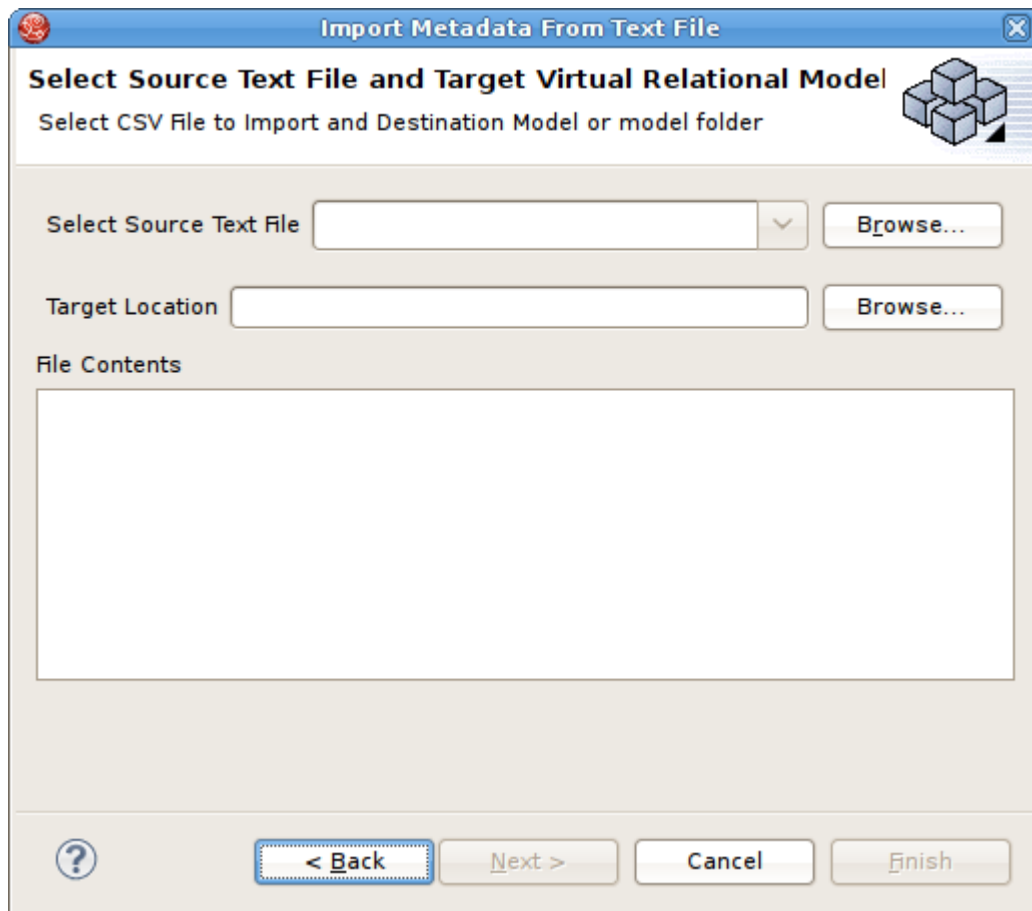 Import Metadata From Text File
Select Source Text File and Target Virtual Relational Model
Select CSV File to Import and Destination Model or model folder
Select Source Text File Browse...
Target Location Browse...
File Contents
? < Back Next > Cancel Finish